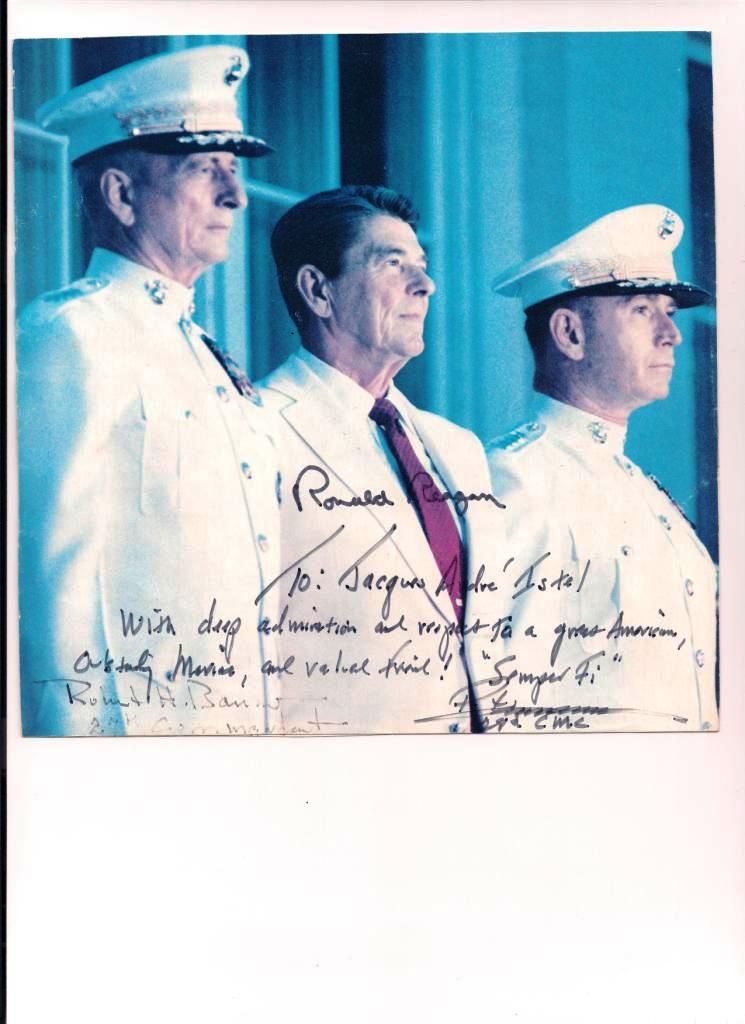 Ronald Reagan
To: Jacques André Istel
With deep admiration and respect to a great American,
Outstanding Marine, and valued friend! "Semper Fi"
Robert H. Barrow
27th Commandant
CMC